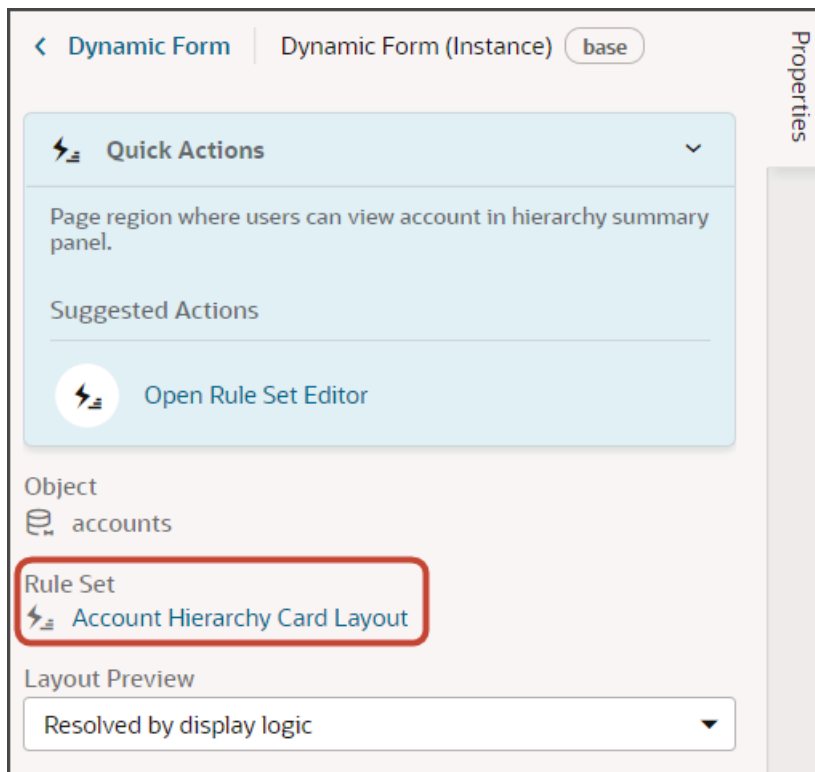 Dynamic Form
Dynamic Form (Instance)
base
Properties
Quick Actions
Page region where users can view account in hierarchy summary
panel.
Suggested Actions
Open Rule Set Editor
Object
accounts
Rule Set
Account Hierarchy Card Layout
Layout Preview
Resolved by display logic